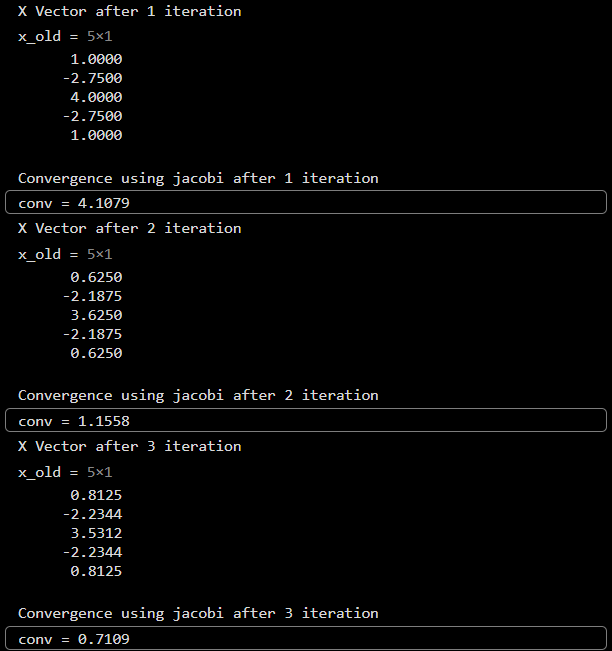 X Vector after 1 iteration
x_old = 5×1
1.0000
-2.7500
4.0000
-2.7500
1.0000
Convergence using jacobi after 1 iteration
conv = 4.1079
X Vector after 2 iteration
x_old = 5×1
0.6250
-2.1875
3.6250
-2.1875
0.6250
Convergence using jacobi after 2 iteration
conv = 1.1558
X Vector after 3 iteration
x_old = 5×1
0.8125
-2.2344
3.5312
-2.2344
0.8125
Convergence using jacobi after 3 iteration
conv = 0.7109